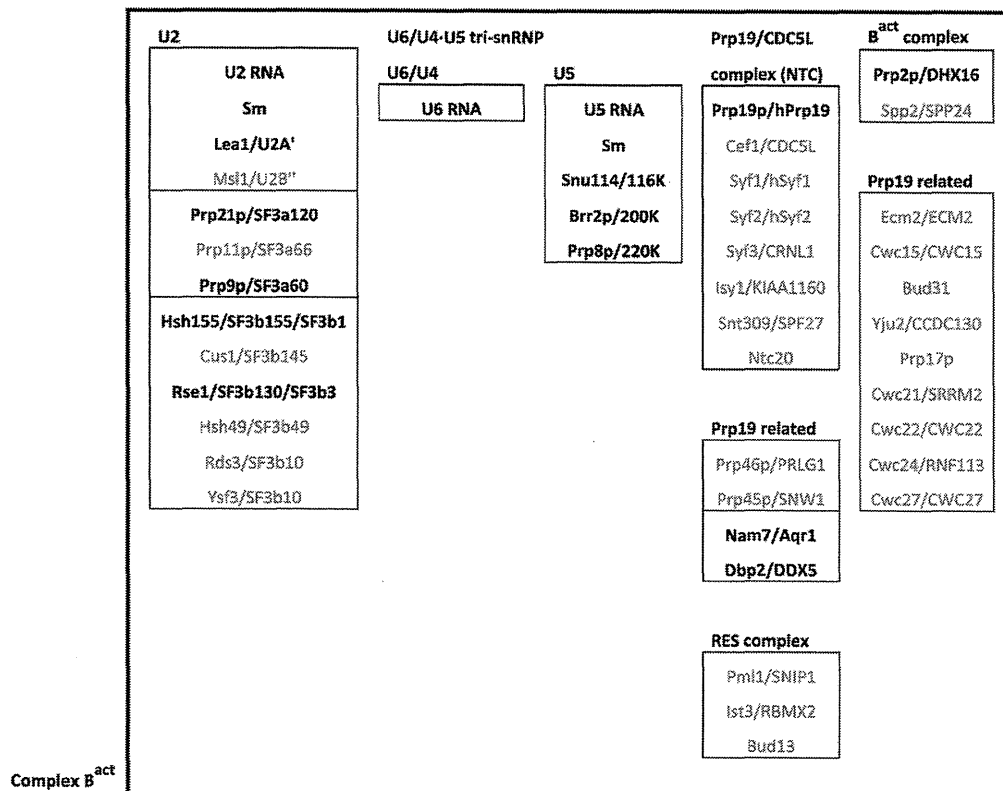 U2
U2 RNA
Sm
Lea1/U2A'
Msl1/U2B"
Prp21p/SF3a120
Prp11p/SF3a66
Prp9p/SF3a60
Hsh155/SF3b155/SF3b1
Cus1/SF3b145
Rse1/SF3b130/SF3b3
Hsh49/SF3b49
Rds3/SF3b10
Ysf3/SF3b10
U6/U4·U5 tri-snRNP
U6/U4
U6 RNA
U5
U5 RNA
Sm
Snu114/116K
Brr2p/200K
Prp8p/220K
Prp19/CDC5L
complex (NTC)
Prp19p/hPrp19
Cef1/CDC5L
Syf1/hSyf1
Syf2/hSyf2
Syf3/CRNL1
Isy1/KIAA1160
Snt309/SPF27
Ntc20
Prp19 related
Prp46p/PRLG1
Prp45p/SNW1
Nam7/Aqr1
Dbp2/DDX5
RES complex
Pml1/SNIP1
Ist3/RBMX2
Bud13
B^act complex
Prp2p/DHX16
Spp2/SPP24
Prp19 related
Ecm2/ECM2
Cwc15/CWC15
Bud31
Yju2/CCDC130
Prp17p
Cwc21/SRRM2
Cwc22/CWC22
Cwc24/RNF113
Cwc27/CWC27
Complex B^act